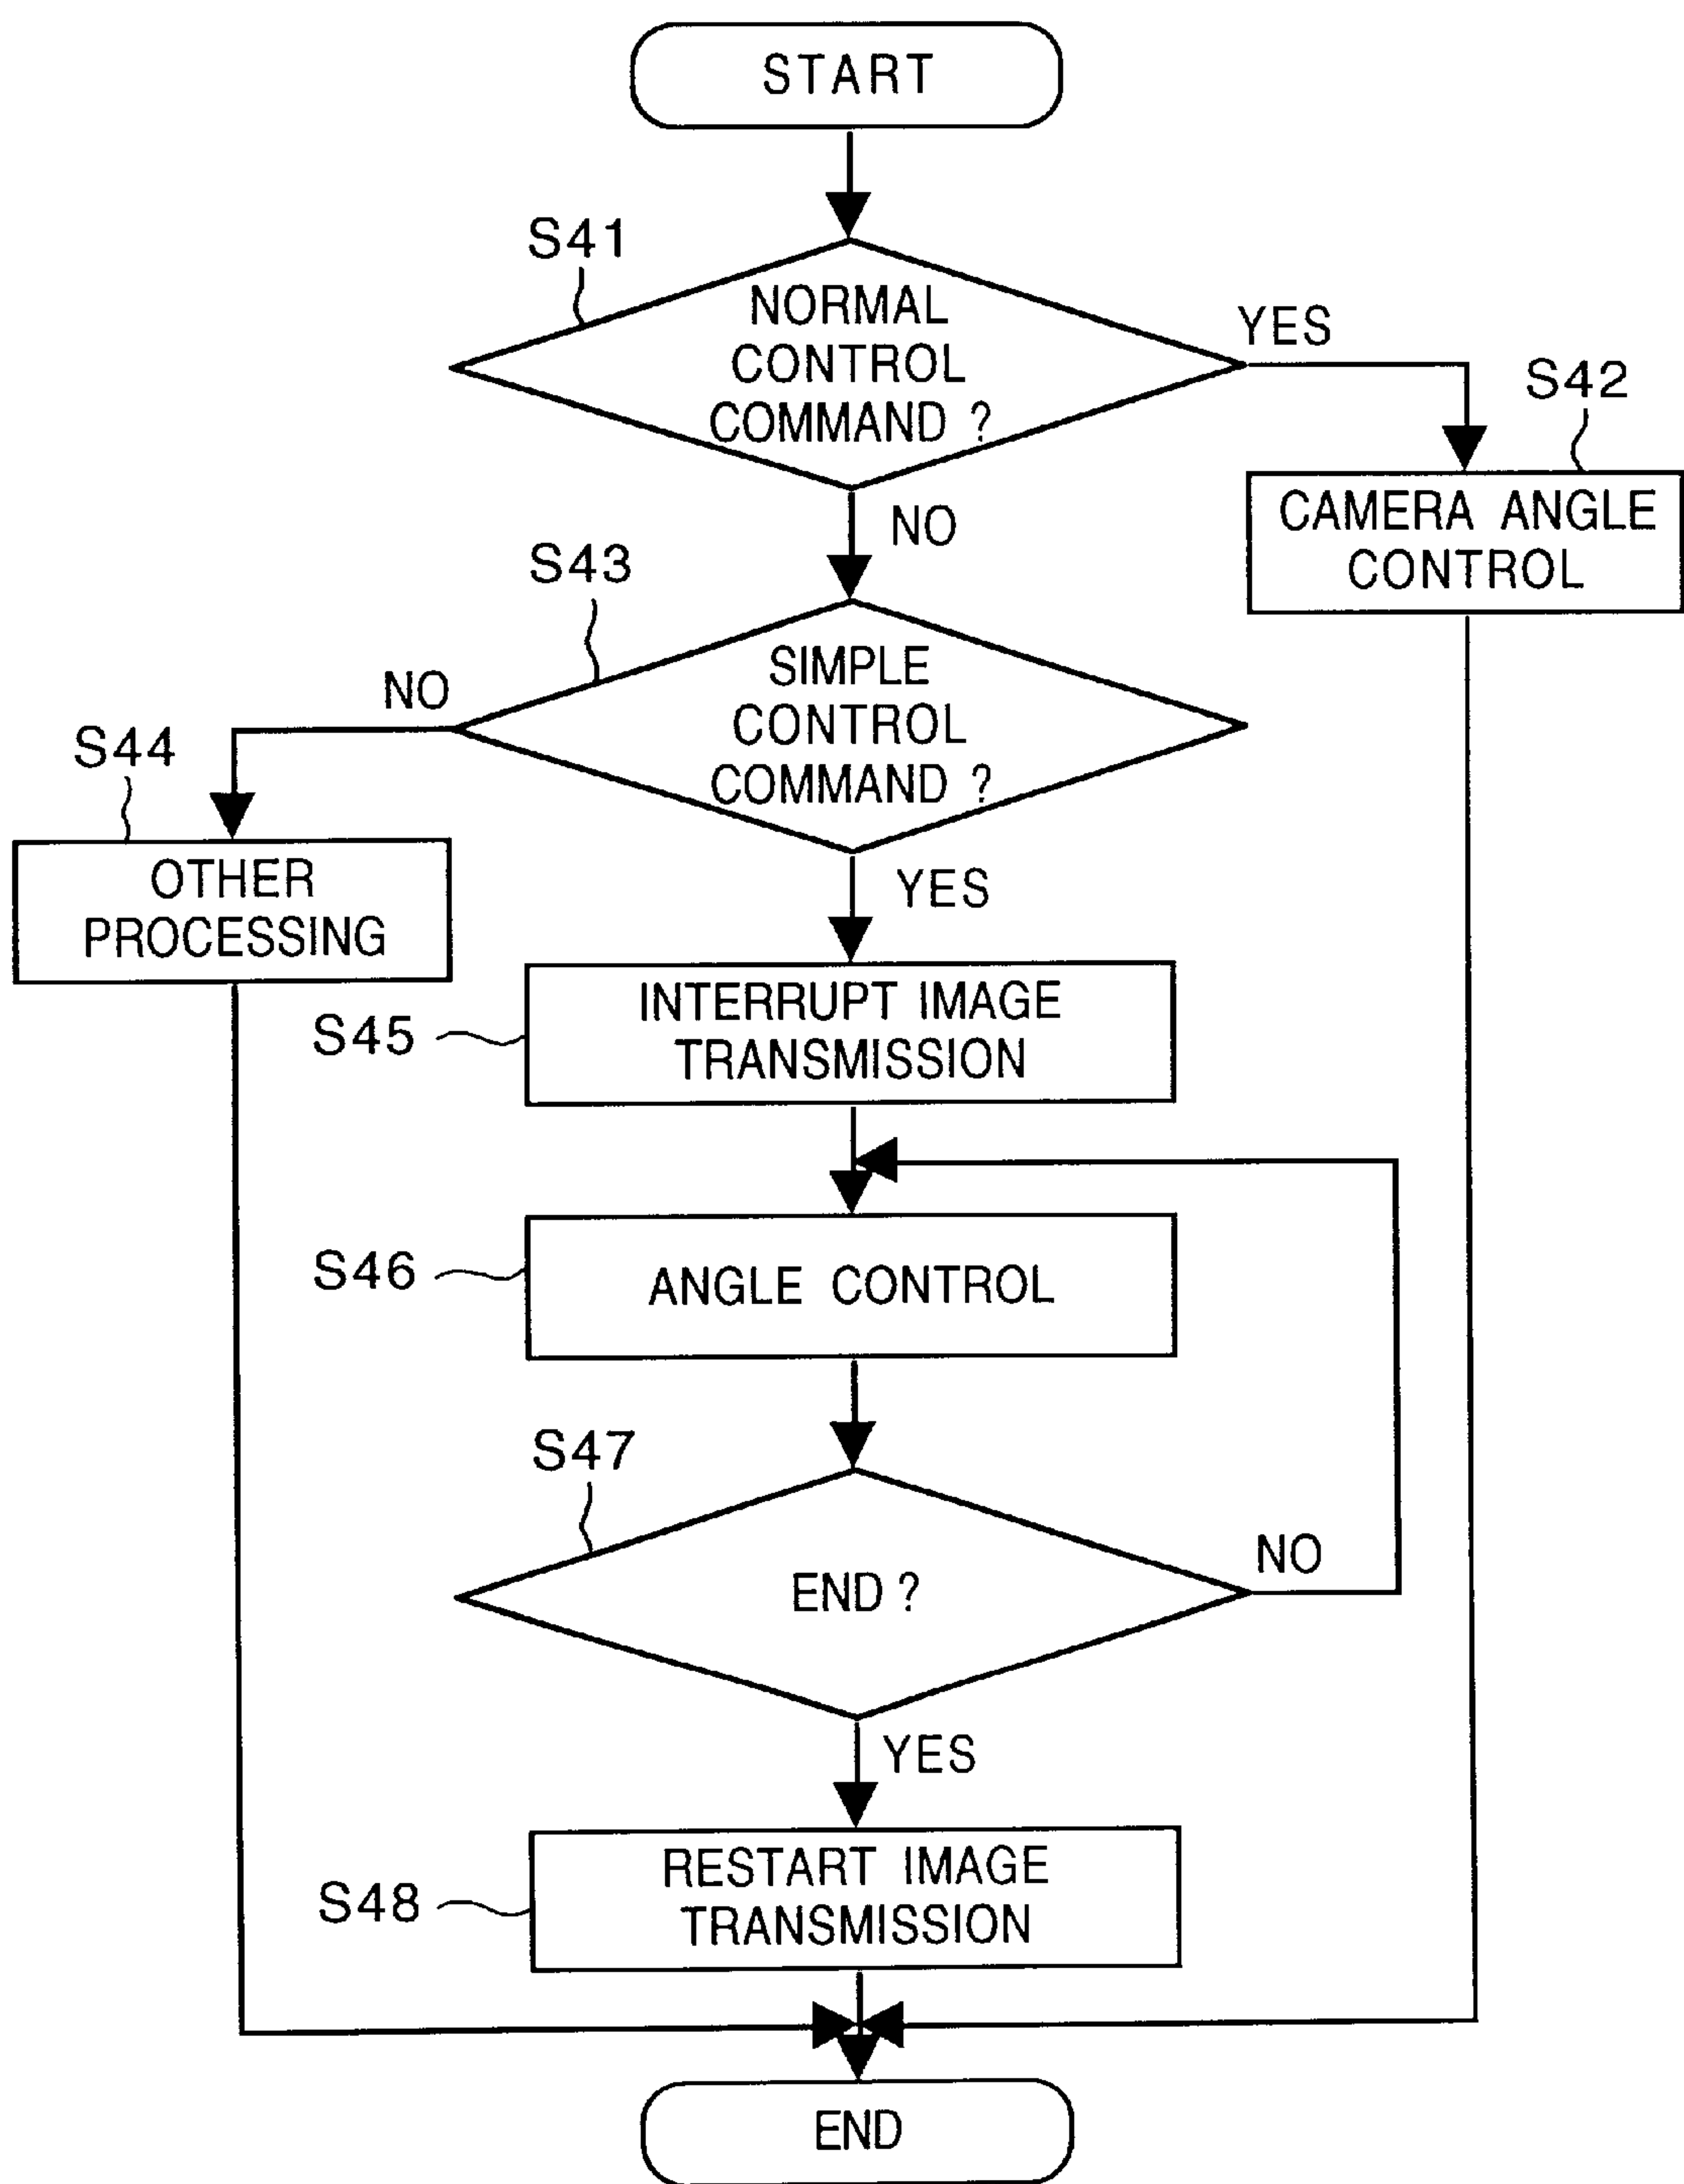 START
S41
NORMAL
CONTROL
COMMAND ?
YES
S42
CAMERA ANGLE
CONTROL
NO
S43
SIMPLE
CONTROL
COMMAND ?
NO
S44
OTHER
PROCESSING
YES
S45
INTERRUPT IMAGE
TRANSMISSION
S46
ANGLE CONTROL
S47
END ?
NO
YES
S48
RESTART IMAGE
TRANSMISSION
END